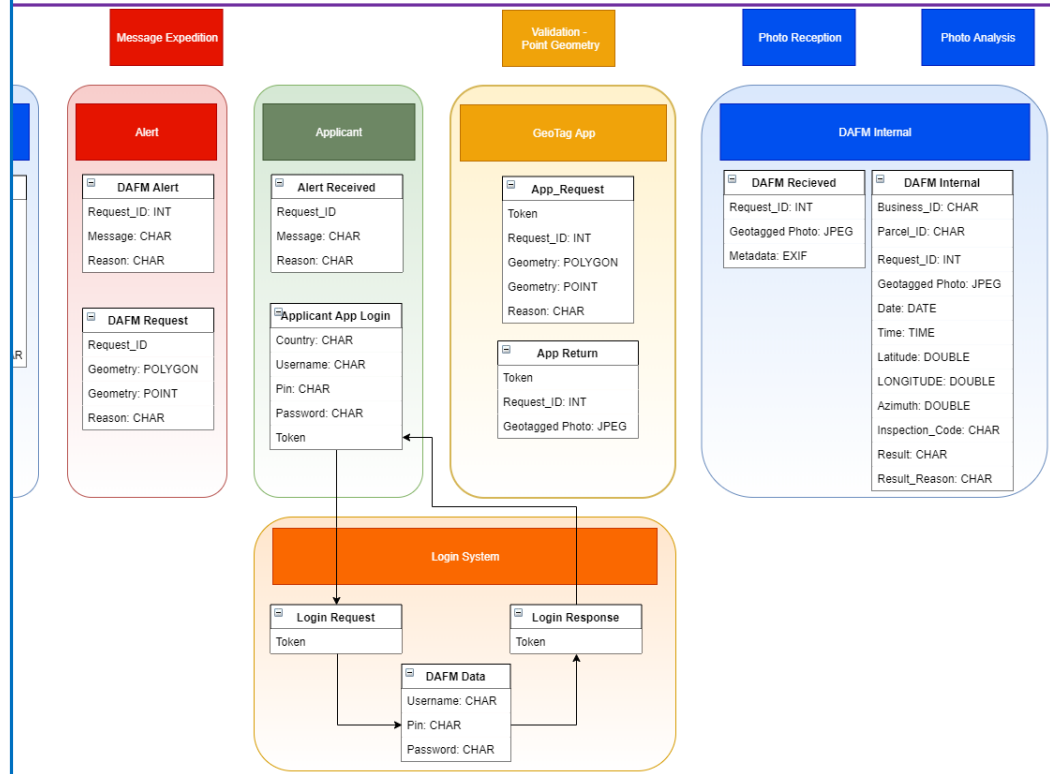 Message Expedition
Validation -
Point Geometry
Photo Reception
Photo Analysis
Alert
DAFM Alert
Request_ID: INT
Message: CHAR
Reason: CHAR
DAFM Request
Request_ID
Geometry: POLYGON
Geometry: POINT
Reason: CHAR
Applicant
Alert Received
Request_ID
Message: CHAR
Reason: CHAR
Applicant App Login
Country: CHAR
Username: CHAR
Pin: CHAR
Password: CHAR
Token
GeoTag App
App_Request
Token
Request_ID: INT
Geometry: POLYGON
Geometry: POINT
Reason: CHAR
App Return
Token
Request_ID: INT
Geotagged Photo: JPEG
DAFM Internal
DAFM Recieved
Request_ID: INT
Geotagged Photo: JPEG
Metadata: EXIF
DAFM Internal
Business_ID: CHAR
Parcel_ID: CHAR
Request_ID: INT
Geotagged Photo: JPEG
Date: DATE
Time: TIME
Latitude: DOUBLE
LONGITUDE: DOUBLE
Azimuth: DOUBLE
Inspection_Code: CHAR
Result: CHAR
Result_Reason: CHAR
Login System
Login Request
Token
DAFM Data
Username: CHAR
Pin: CHAR
Password: CHAR
Login Response
Token